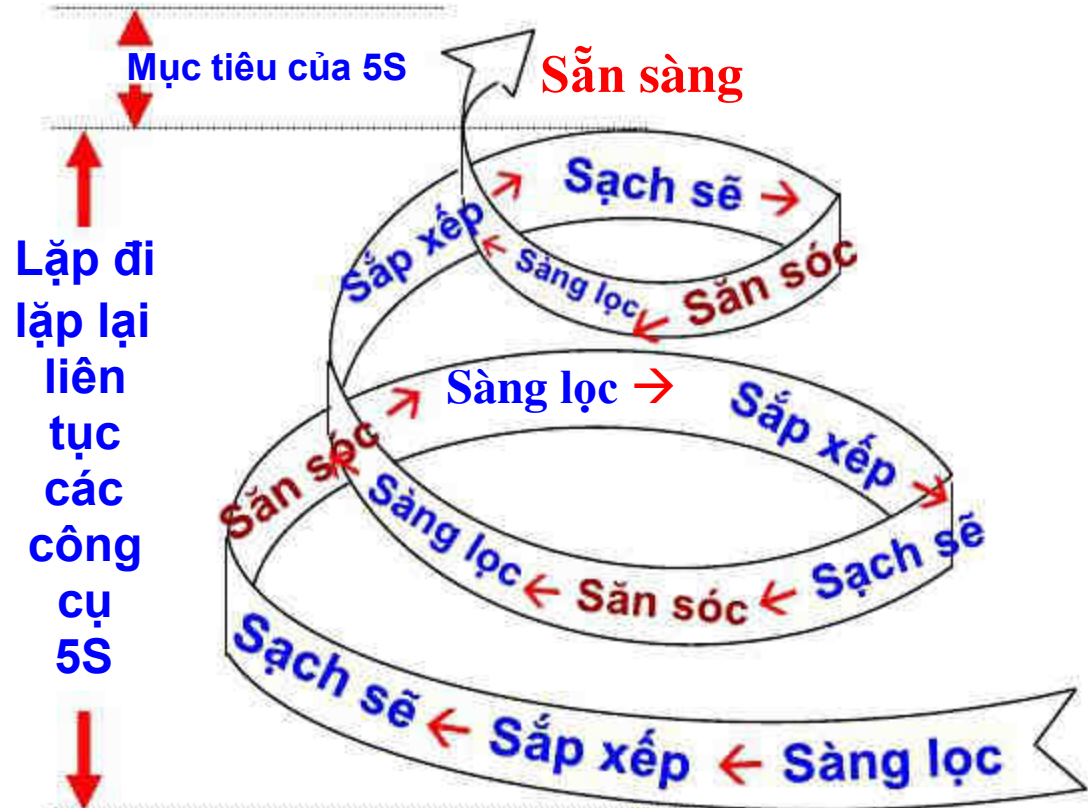 Mục tiêu của 5S
Sẵn sàng
Sạch sẽ →
Sắp xếp →
← Sàng lọc
← Săn sóc
Lặp đi
lặp lại
liên
tục
các
công
cụ
5S
Săn sóc → Sàng lọc →
Sắp xếp →
← Sàng lọc ← Săn sóc ← Sạch sẽ
Sạch sẽ ← Sắp xếp ← Sàng lọc